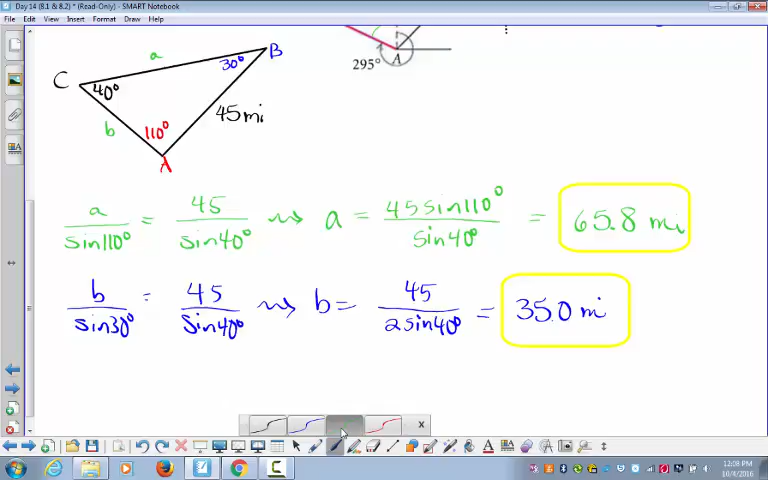 Day 14 (8.1 & 8.2) * [Read-Only] - SMART Notebook
File Edit View Insert Format Tools Draw Help
a
B
30°
C
40°
45mi
b
110°
A
295°
A
a/sin110° = 45/sin40° ⇝ a = 45sin110°/sin40° = 65.8 mi
b/sin30° = 45/sin40° ⇝ b = 45/2sin40° = 35.0 mi
x
A
12:08 PM
10/4/2016